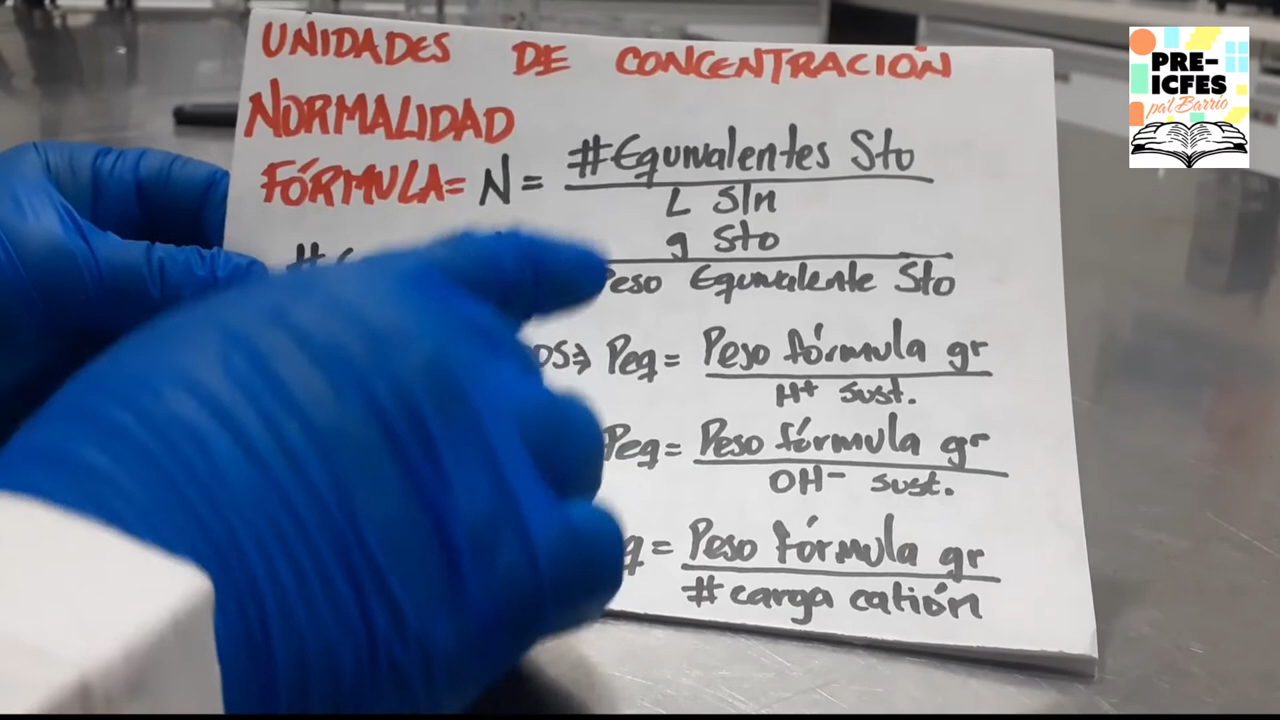 UNIDADES DE CONCENTRACIÓN
NORMALIDAD
FÓRMULA= N = #Equivalentes Sto
L Sln
g Sto
Peso Equivalente Sto
Peq = Peso fórmula gr
H+ sust.
Peq = Peso fórmula gr
OH- sust.
= Peso fórmula gr
# carga catión
PRE-
ICFES
pal Barrio